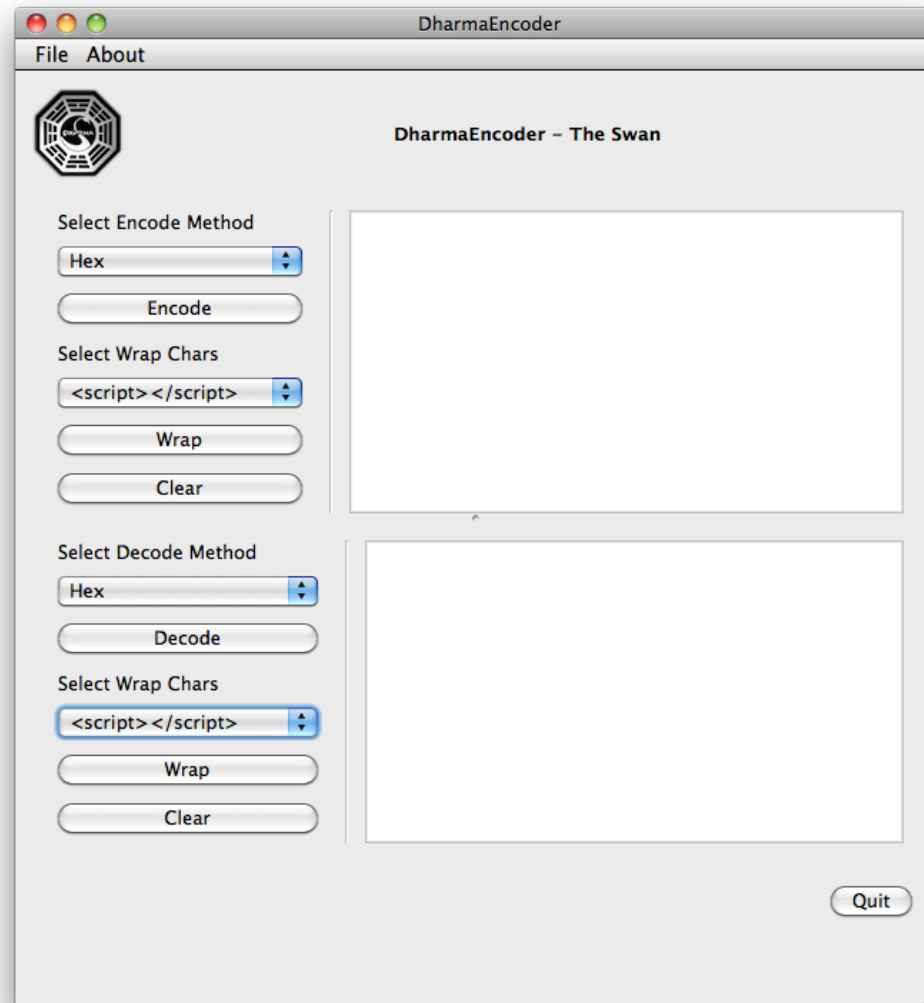 DharmaEncoder
File About
DHARMA
DharmaEncoder – The Swan
Select Encode Method
Hex
Encode
Select Wrap Chars
<script></script>
Wrap
Clear
Select Decode Method
Hex
Decode
Select Wrap Chars
<script></script>
Wrap
Clear
Quit